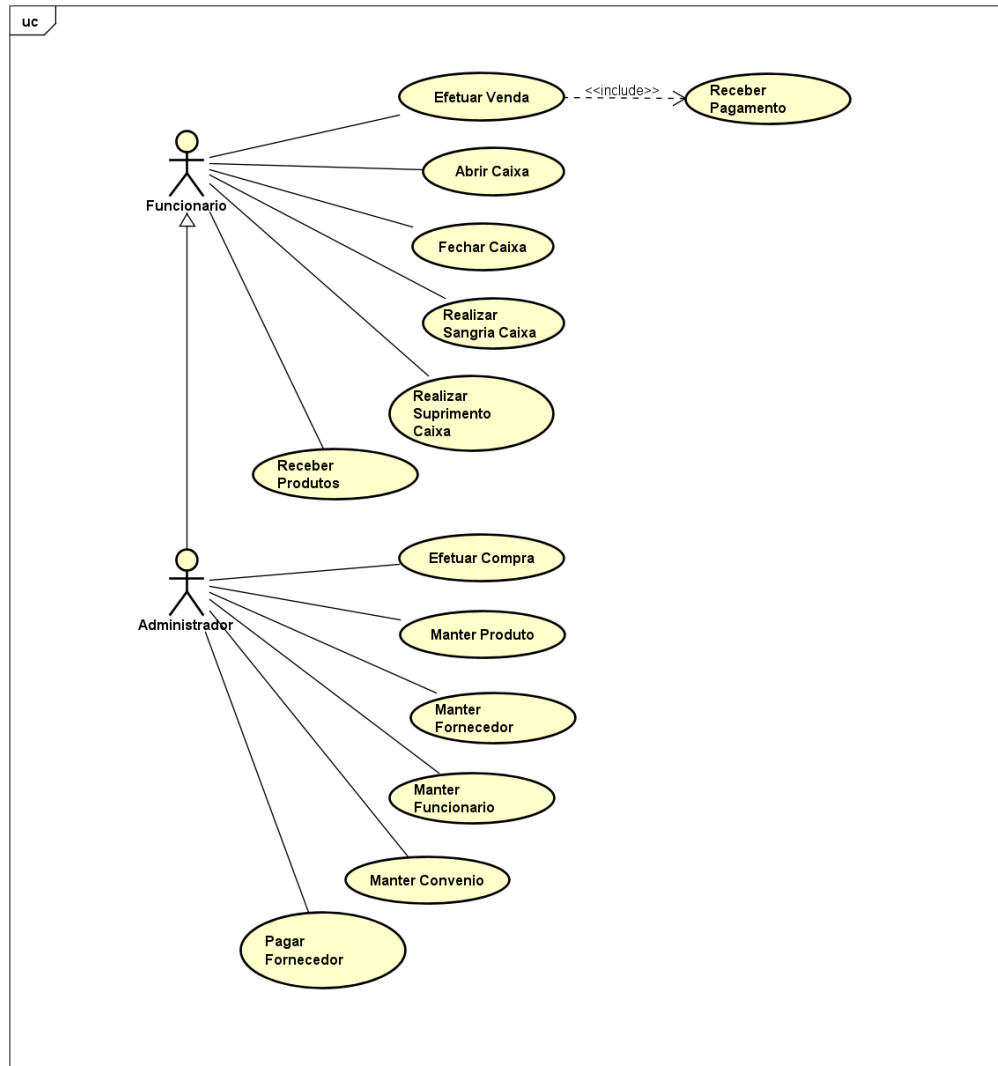 uc
Efetuar Venda
<<include>>
Receber
Pagamento
Funcionario
Abrir Caixa
Fechar Caixa
Realizar
Sangria Caixa
Realizar
Suprimento
Caixa
Receber
Produtos
Administrador
Efetuar Compra
Manter Produto
Manter
Fornecedor
Manter
Funcionario
Manter Convenio
Pagar
Fornecedor